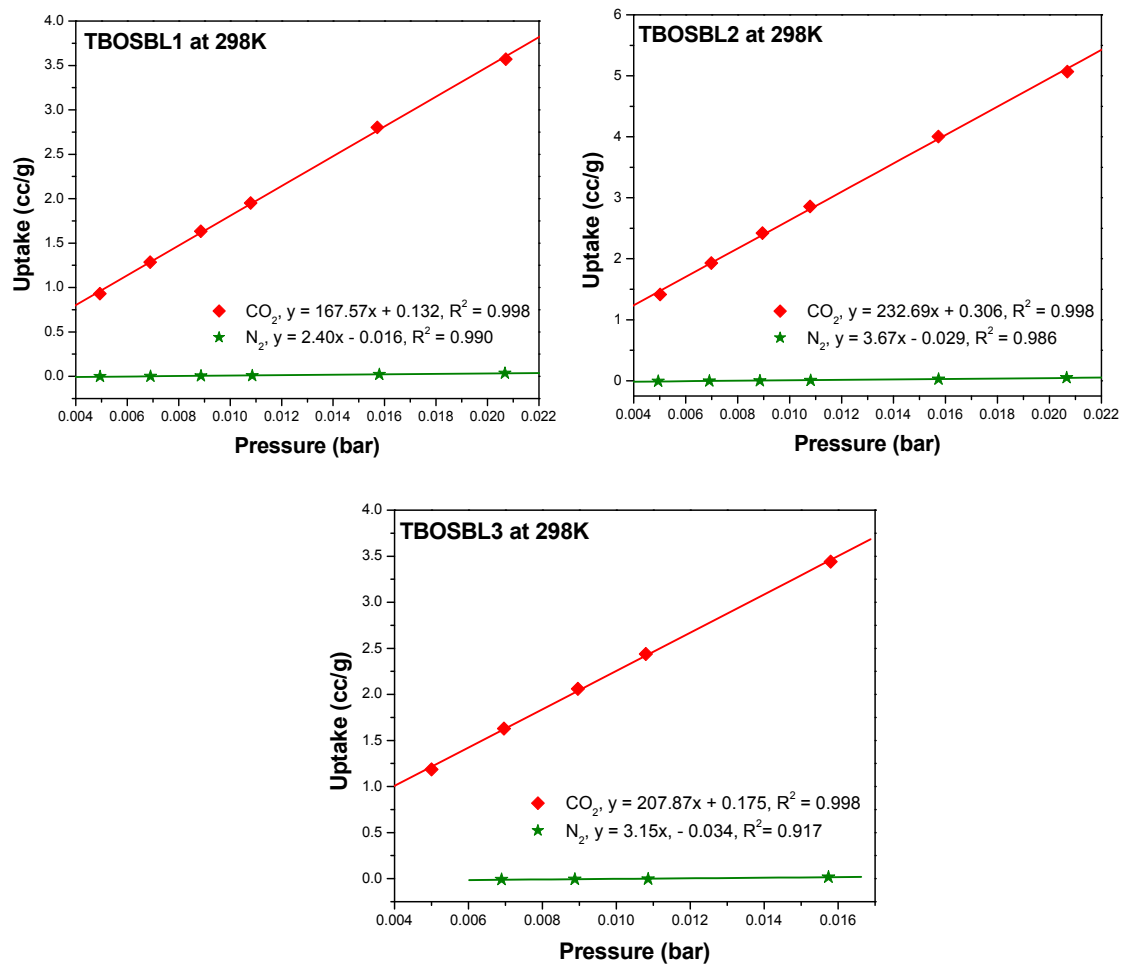 TBOSBL1 at 298K
4.0
3.5
3.0
2.5
2.0
1.5
1.0
0.5
0.0
Uptake (cc/g)
CO2, y = 167.57x + 0.132, R2 = 0.998
N2, y = 2.40x - 0.016, R2 = 0.990
0.004 0.006 0.008 0.010 0.012 0.014 0.016 0.018 0.020 0.022
Pressure (bar)
TBOSBL2 at 298K
6
5
4
3
2
1
0
Uptake (cc/g)
CO2, y = 232.69x + 0.306, R2 = 0.998
N2, y = 3.67x - 0.029, R2 = 0.986
0.004 0.006 0.008 0.010 0.012 0.014 0.016 0.018 0.020 0.022
Pressure (bar)
TBOSBL3 at 298K
4.0
3.5
3.0
2.5
2.0
1.5
1.0
0.5
0.0
Uptake (cc/g)
CO2, y = 207.87x + 0.175, R2 = 0.998
N2, y = 3.15x, - 0.034, R2= 0.917
0.004 0.006 0.008 0.010 0.012 0.014 0.016
Pressure (bar)